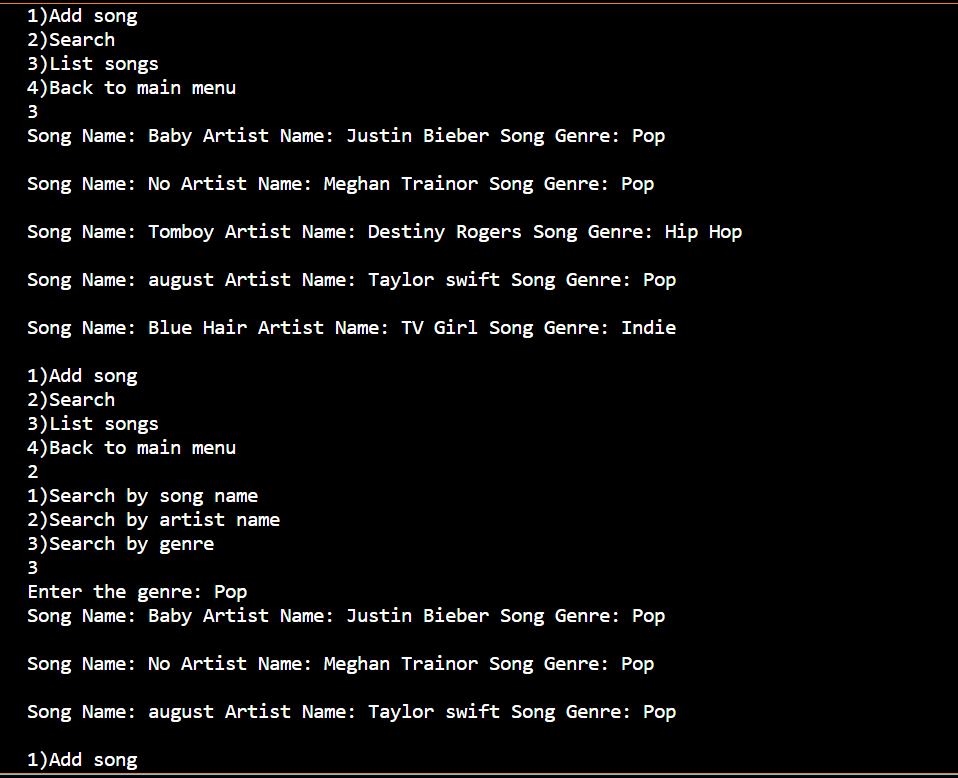 1)Add song
2)Search
3)List songs
4)Back to main menu
3
Song Name: Baby Artist Name: Justin Bieber Song Genre: Pop
Song Name: No Artist Name: Meghan Trainor Song Genre: Pop
Song Name: Tomboy Artist Name: Destiny Rogers Song Genre: Hip Hop
Song Name: august Artist Name: Taylor swift Song Genre: Pop
Song Name: Blue Hair Artist Name: TV Girl Song Genre: Indie
1)Add song
2)Search
3)List songs
4)Back to main menu
2
1)Search by song name
2)Search by artist name
3)Search by genre
3
Enter the genre: Pop
Song Name: Baby Artist Name: Justin Bieber Song Genre: Pop
Song Name: No Artist Name: Meghan Trainor Song Genre: Pop
Song Name: august Artist Name: Taylor swift Song Genre: Pop
1)Add song